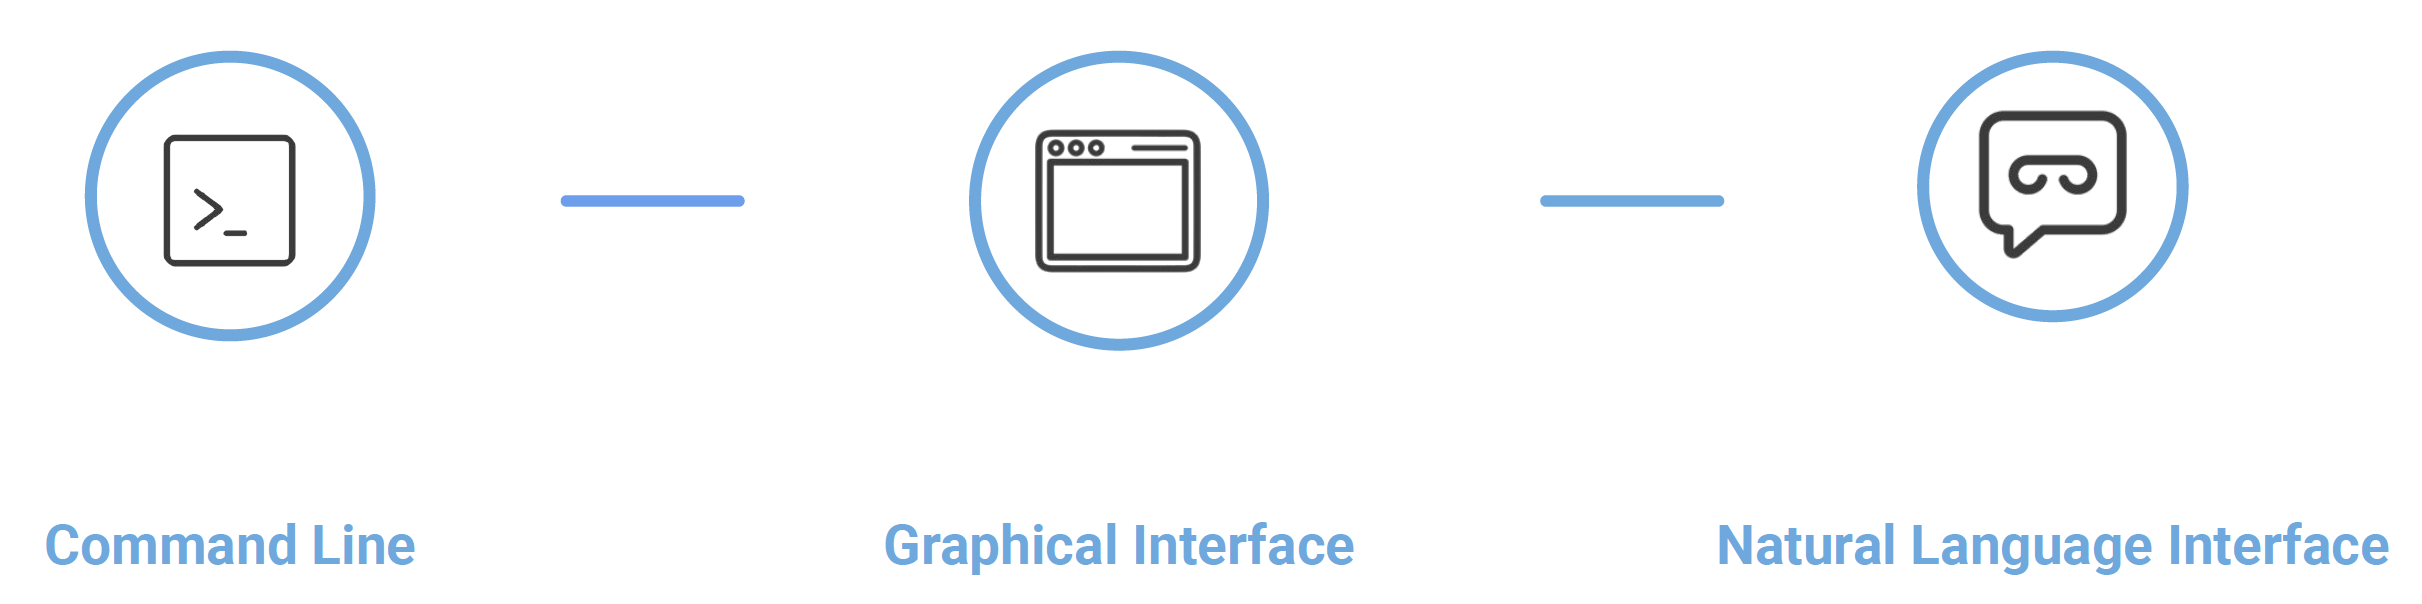 >_
Command Line
Graphical Interface
Natural Language Interface